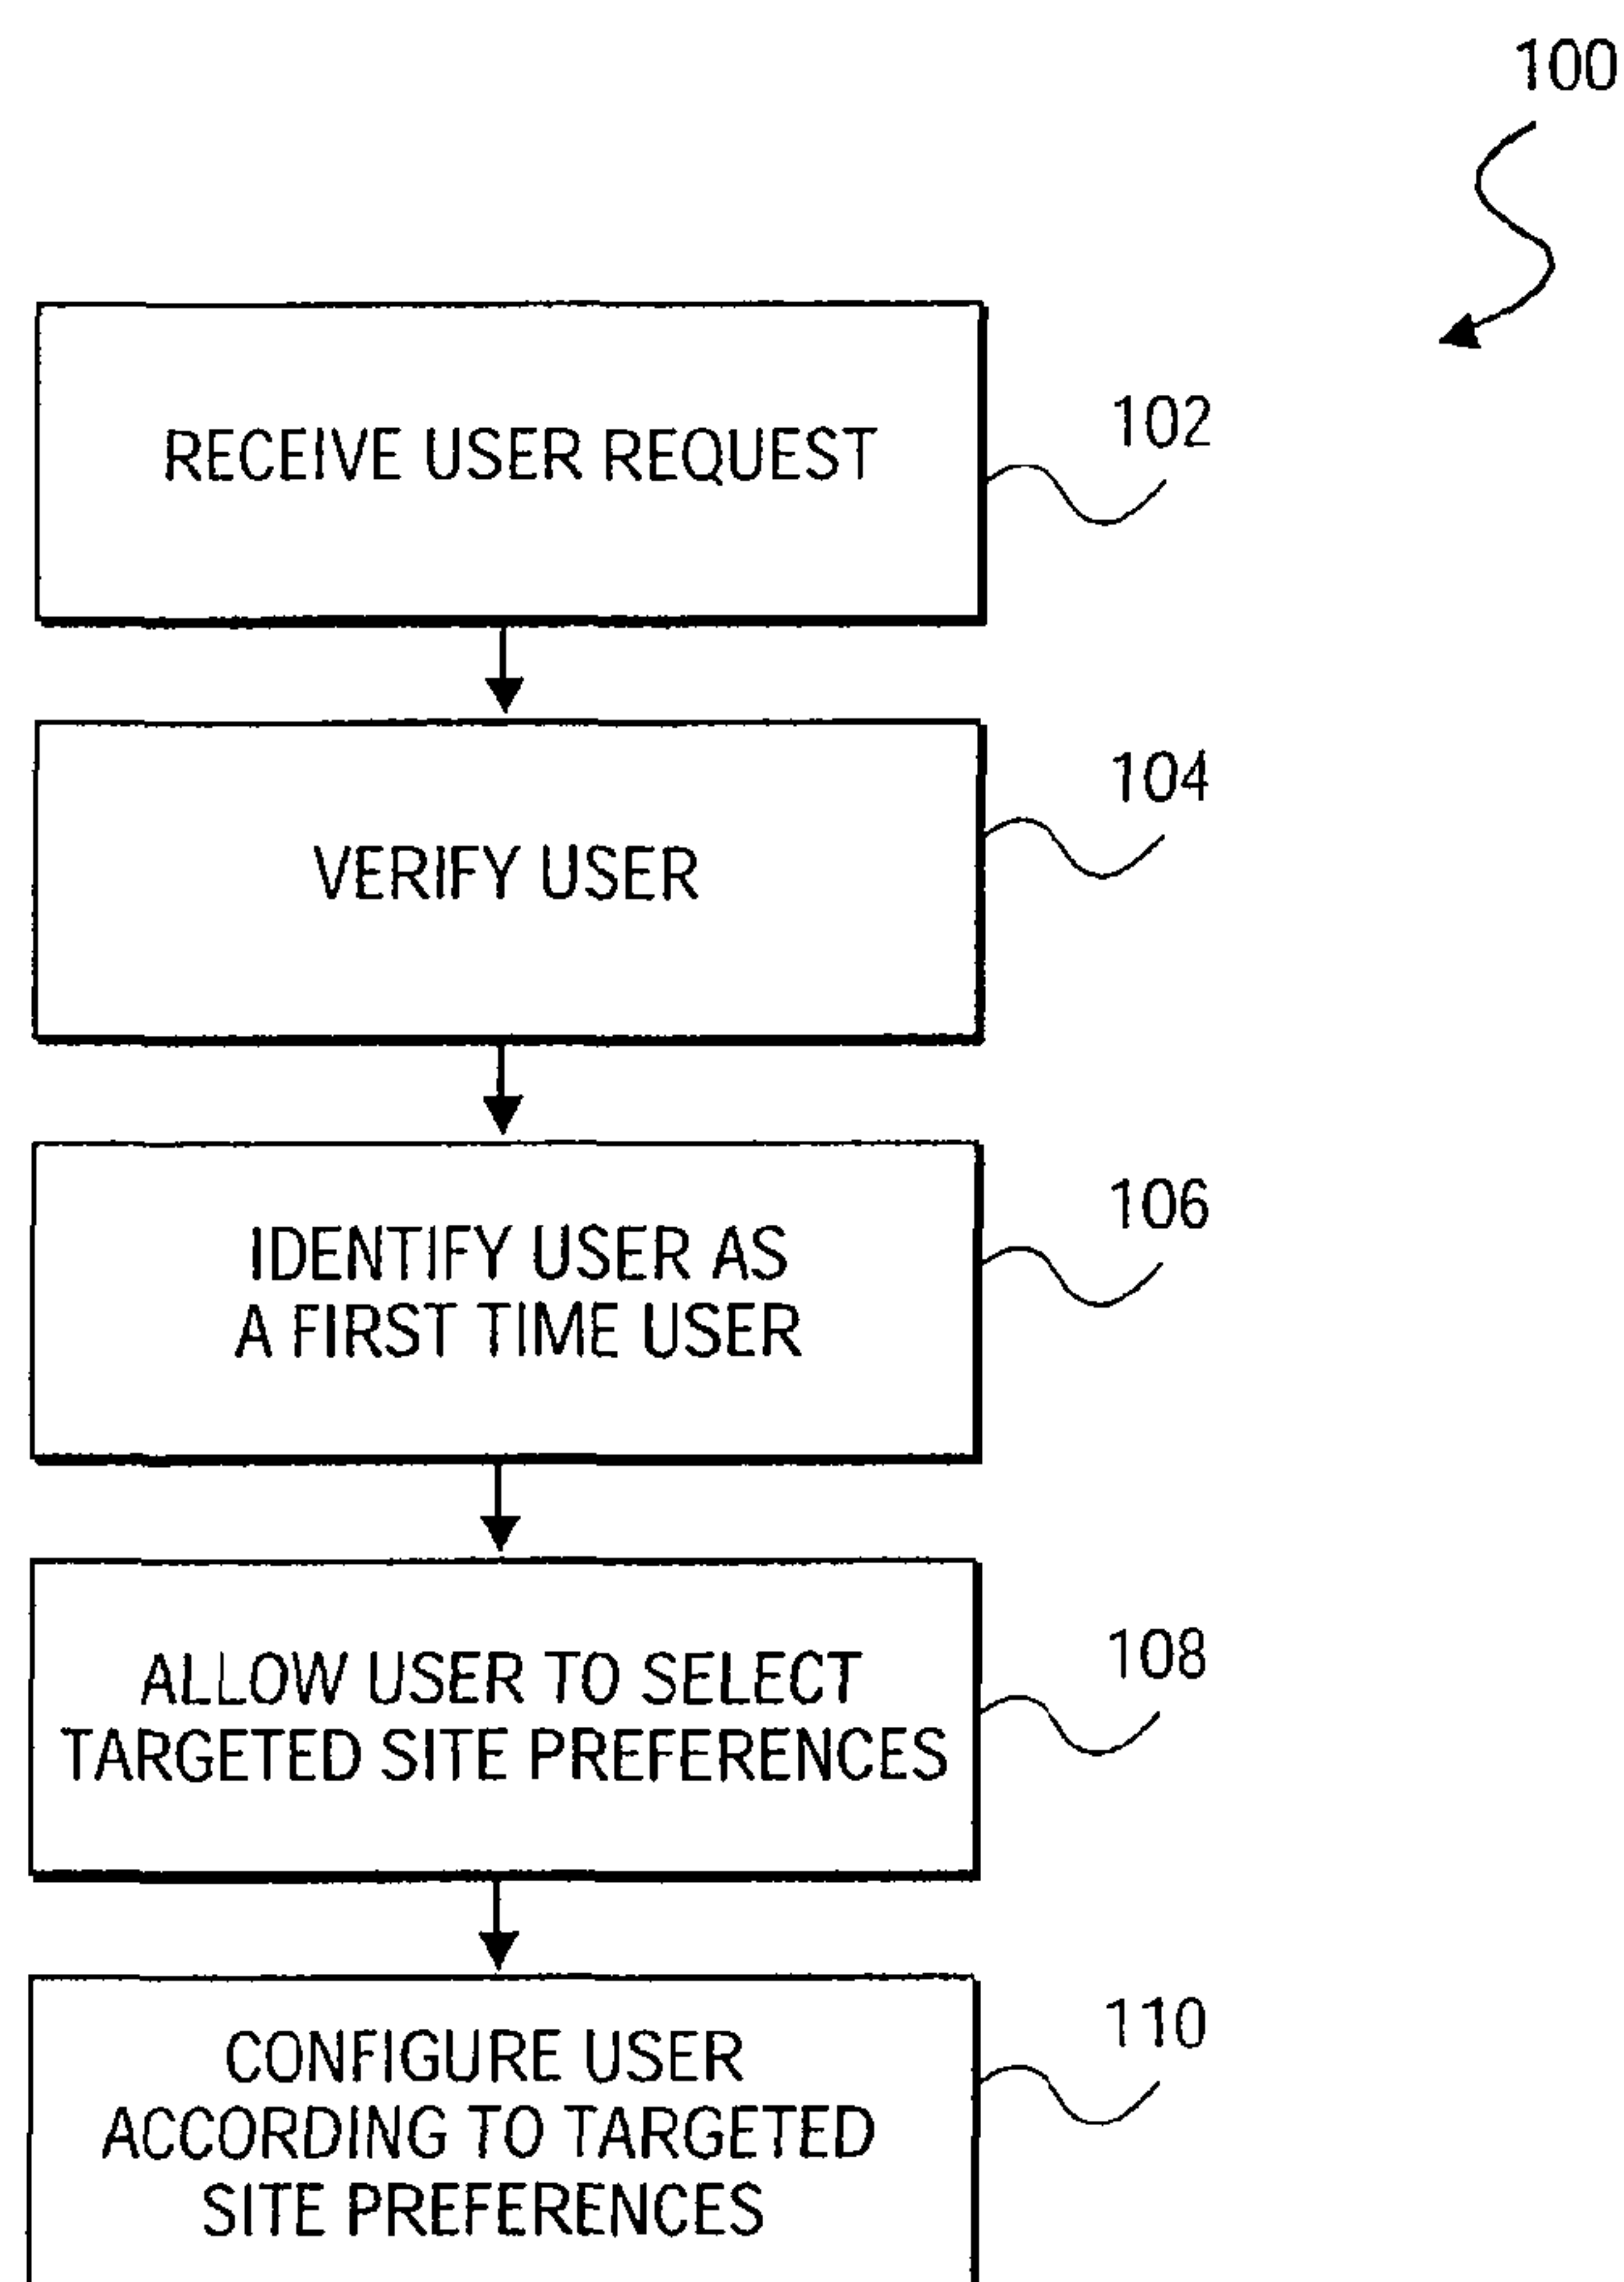 100
RECEIVE USER REQUEST
102
VERIFY USER
104
IDENTIFY USER AS
A FIRST TIME USER
106
ALLOW USER TO SELECT
TARGETED SITE PREFERENCES
108
CONFIGURE USER
ACCORDING TO TARGETED
SITE PREFERENCES
110